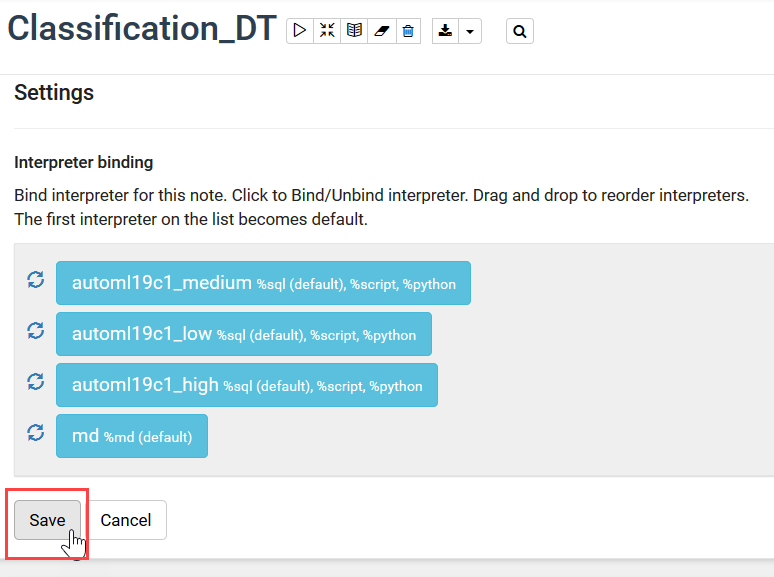 Classification_DT
Settings
Interpreter binding
Bind interpreter for this note. Click to Bind/Unbind interpreter. Drag and drop to reorder interpreters.
The first interpreter on the list becomes default.
automl19c1_medium %sql (default), %script, %python
automl19c1_low %sql (default), %script, %python
automl19c1_high %sql (default), %script, %python
md %md (default)
Save Cancel